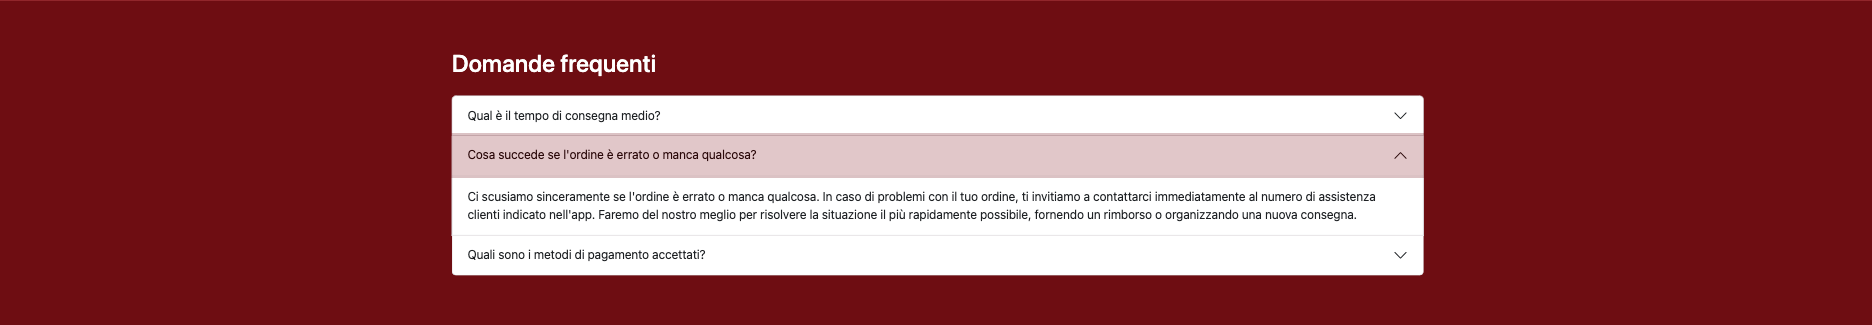 Domande frequenti
Qual è il tempo di consegna medio?
Cosa succede se l'ordine è errato o manca qualcosa?
Ci scusiamo sinceramente se l'ordine è errato o manca qualcosa. In caso di problemi con il tuo ordine, ti invitiamo a contattarci immediatamente al numero di assistenza
clienti indicato nell'app. Faremo del nostro meglio per risolvere la situazione il più rapidamente possibile, fornendo un rimborso o organizzando una nuova consegna.
Quali sono i metodi di pagamento accettati?